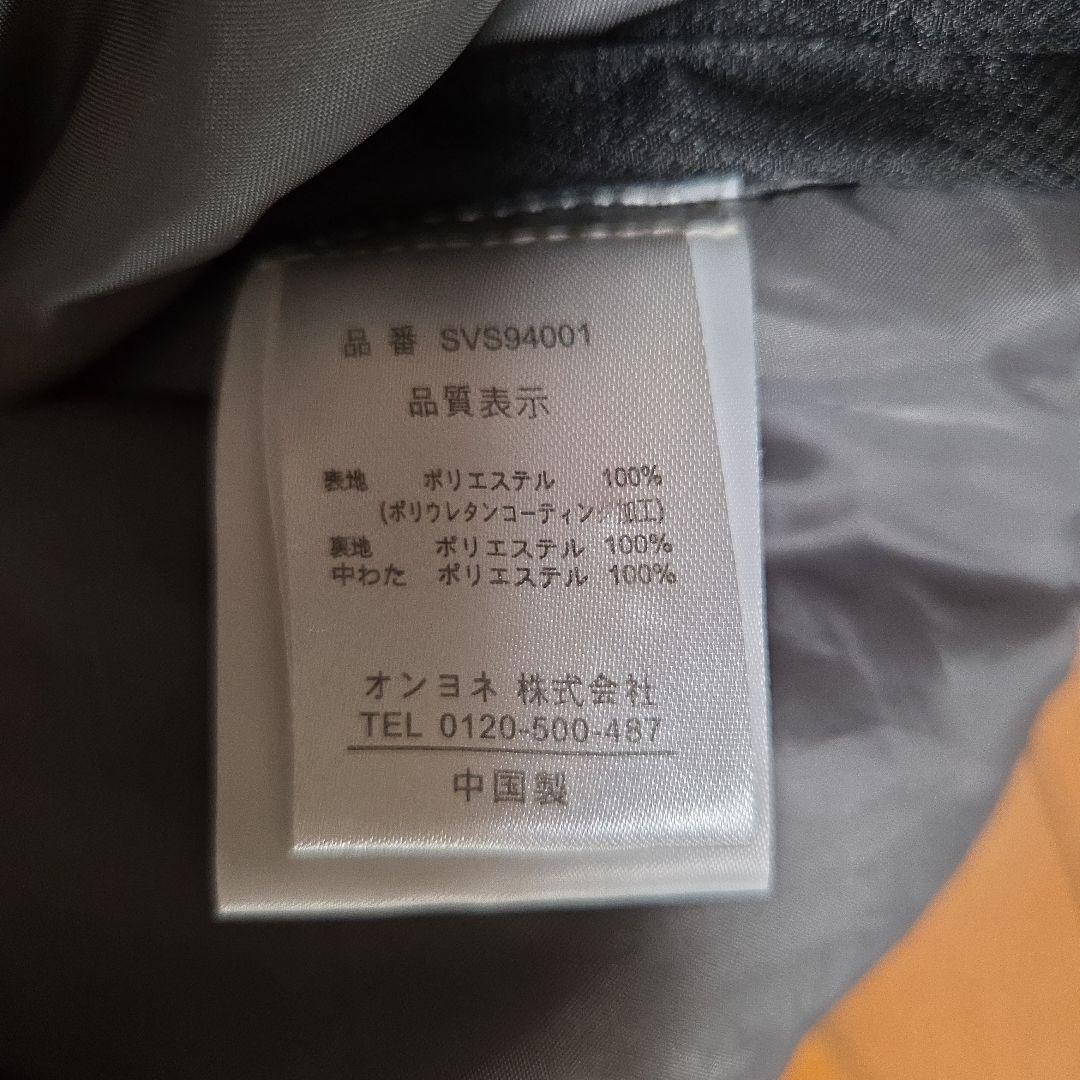 品番 SVS94001
品質表示
表地 ポリエステル 100%
(ポリウレタンコーティング加工)
裏地 ポリエステル 100%
中わた ポリエステル 100%
オンヨネ 株式会社
TEL 0120-500-487
中国製